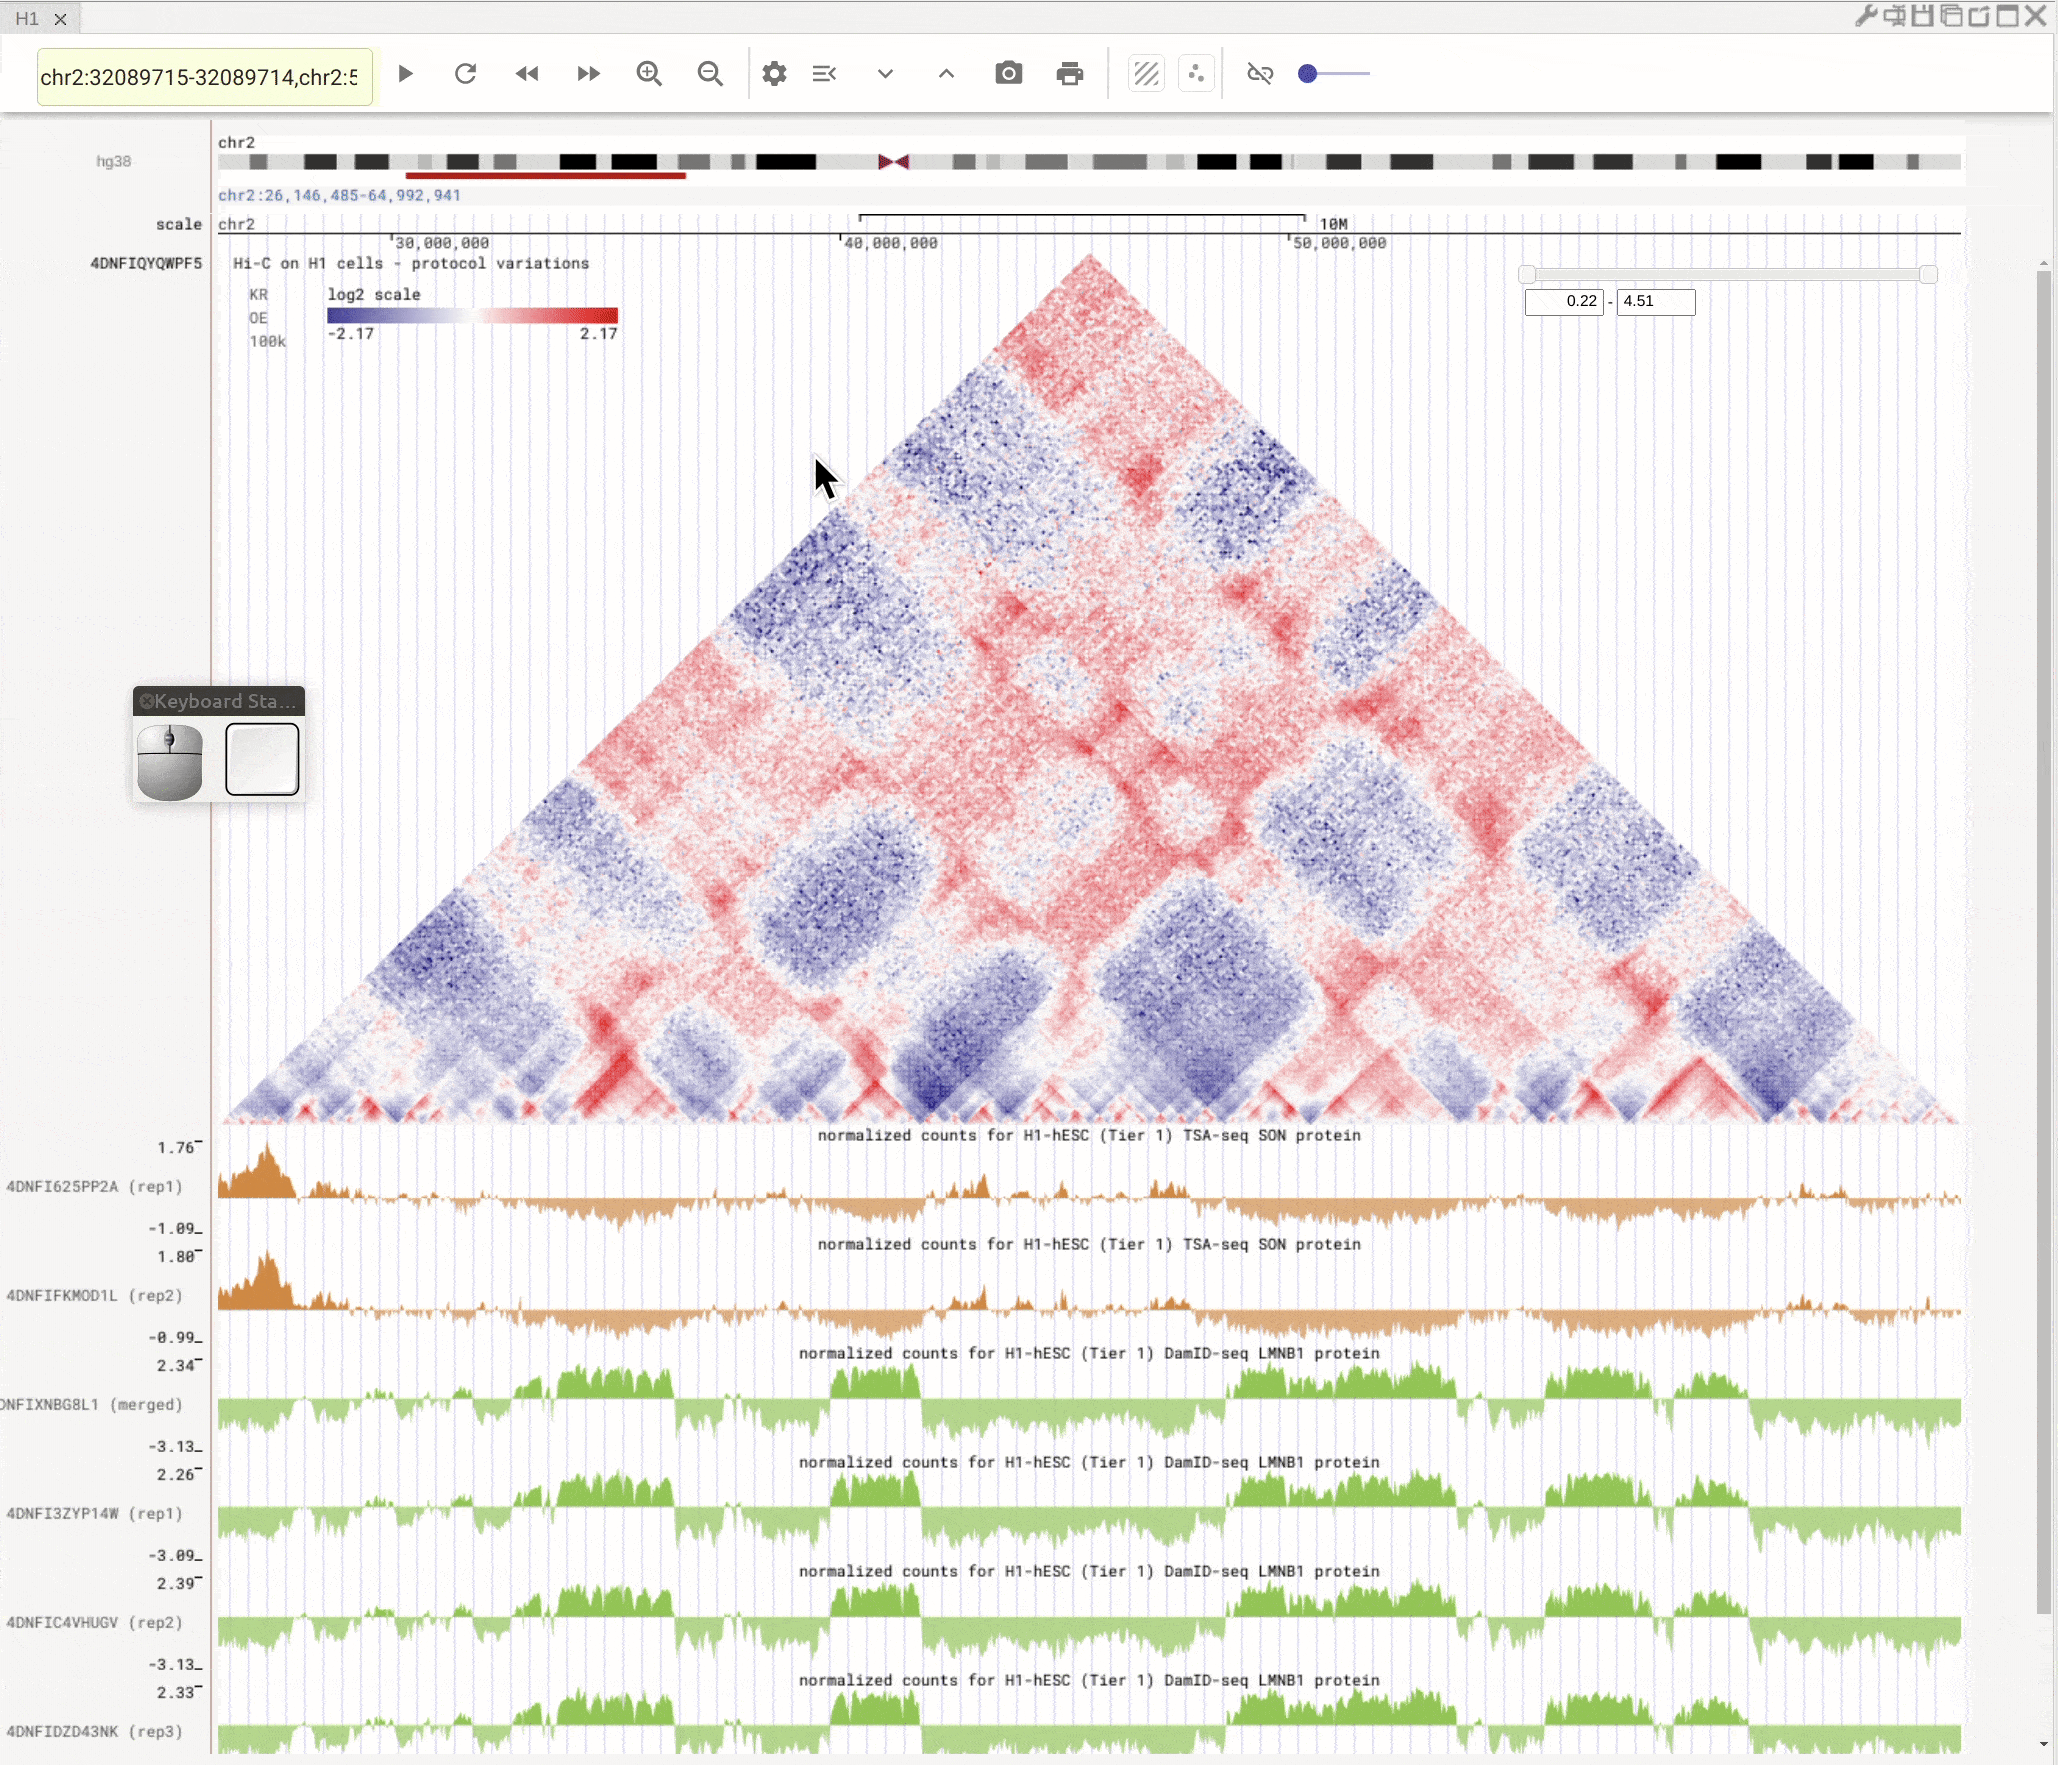 H1
chr2:32089715-32089714,chr2:5
hg38
chr2
chr2:26,146,485-64,992,941
scale
chr2
10M
30,000,000
40,000,000
50,000,000
4DNFIQYQWPF5
Hi-C on H1 cells - protocol variations
KR
OE
100k
log2 scale
-2.17
2.17
0.22 - 4.51
Keyboard Sta...
normalized counts for H1-hESC (Tier 1) TSA-seq SON protein
1.76
4DNFI625PP2A (rep1)
-1.09
normalized counts for H1-hESC (Tier 1) TSA-seq SON protein
1.80
4DNFIFKMOD1L (rep2)
-0.99
normalized counts for H1-hESC (Tier 1) DamID-seq LMNB1 protein
2.34
DNFIXNBG8L1 (merged)
-3.13
normalized counts for H1-hESC (Tier 1) DamID-seq LMNB1 protein
2.26
4DNFI3ZYP14W (rep1)
-3.09
normalized counts for H1-hESC (Tier 1) DamID-seq LMNB1 protein
2.39
4DNFIC4VHUGV (rep2)
-3.13
normalized counts for H1-hESC (Tier 1) DamID-seq LMNB1 protein
2.33
4DNFIDZD43NK (rep3)